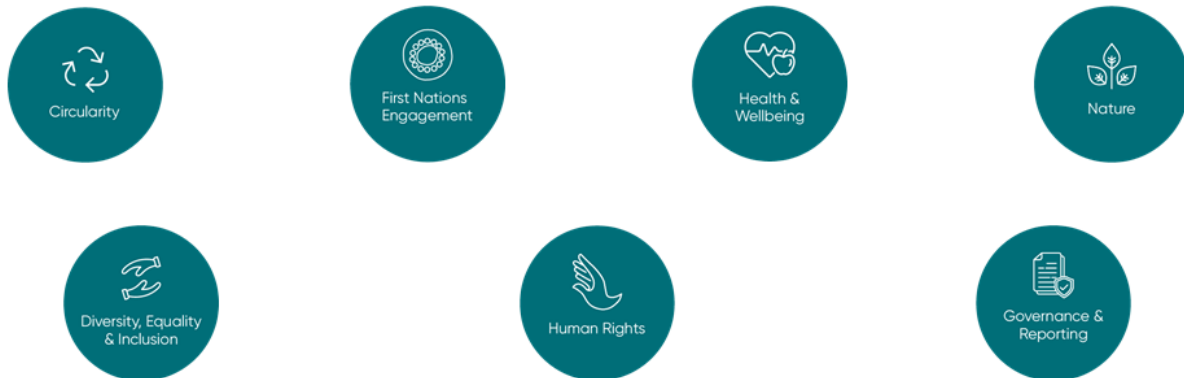 Circularity
First Nations
Engagement
Health &
Wellbeing
Nature
Diversity, Equality
& Inclusion
Human Rights
Governance &
Reporting